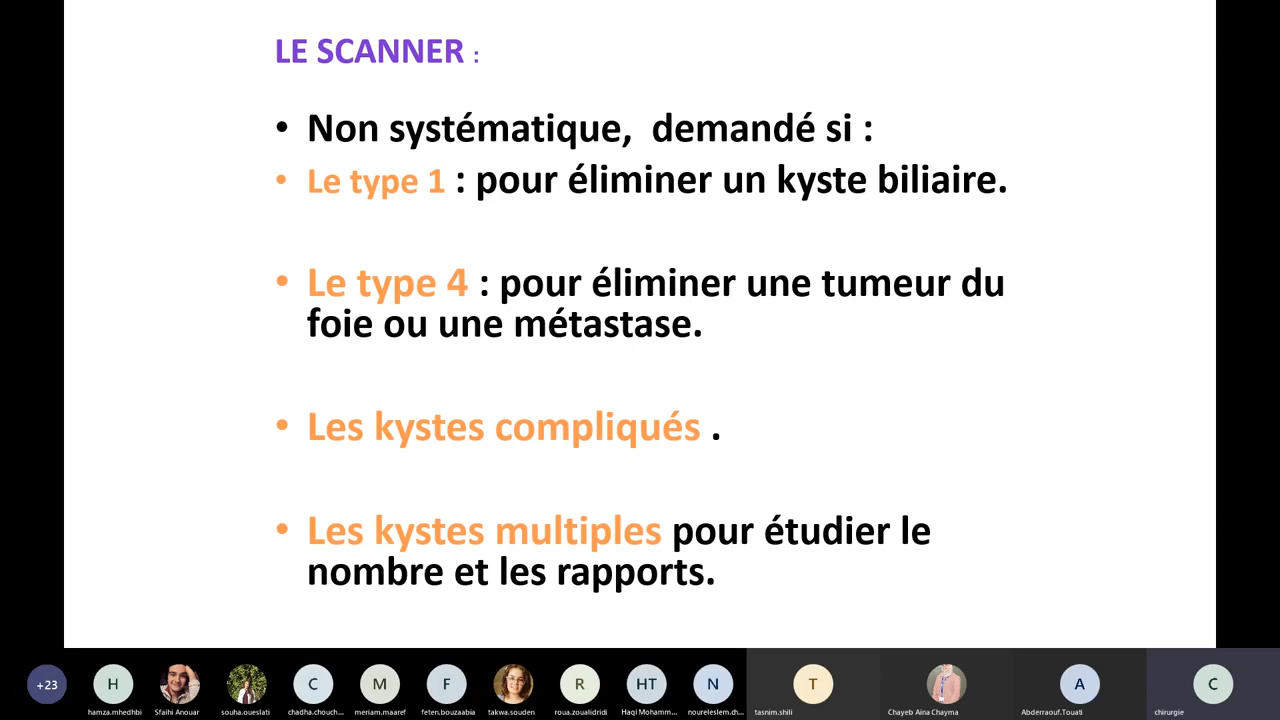 LE SCANNER :
• Non systématique, demandé si :
• Le type 1 : pour éliminer un kyste biliaire.
• Le type 4 : pour éliminer une tumeur du
foie ou une métastase.
• Les kystes compliqués .
• Les kystes multiples pour étudier le
nombre et les rapports.
+23
H
C
M
F
R
HT
N
T
A
C
hamza.mhedhbi
Sfaihi Anouar
souha.oueslati
chadha.chouch...
meriam.maaref
feten.bouzaabia
takwa.souden
roua.zoualidridi
Haqi Mohamm...
noureleslem.ch...
tasnim.shili
Chayeb Aina Chayma
Abderraouf.Touati
chirurgie